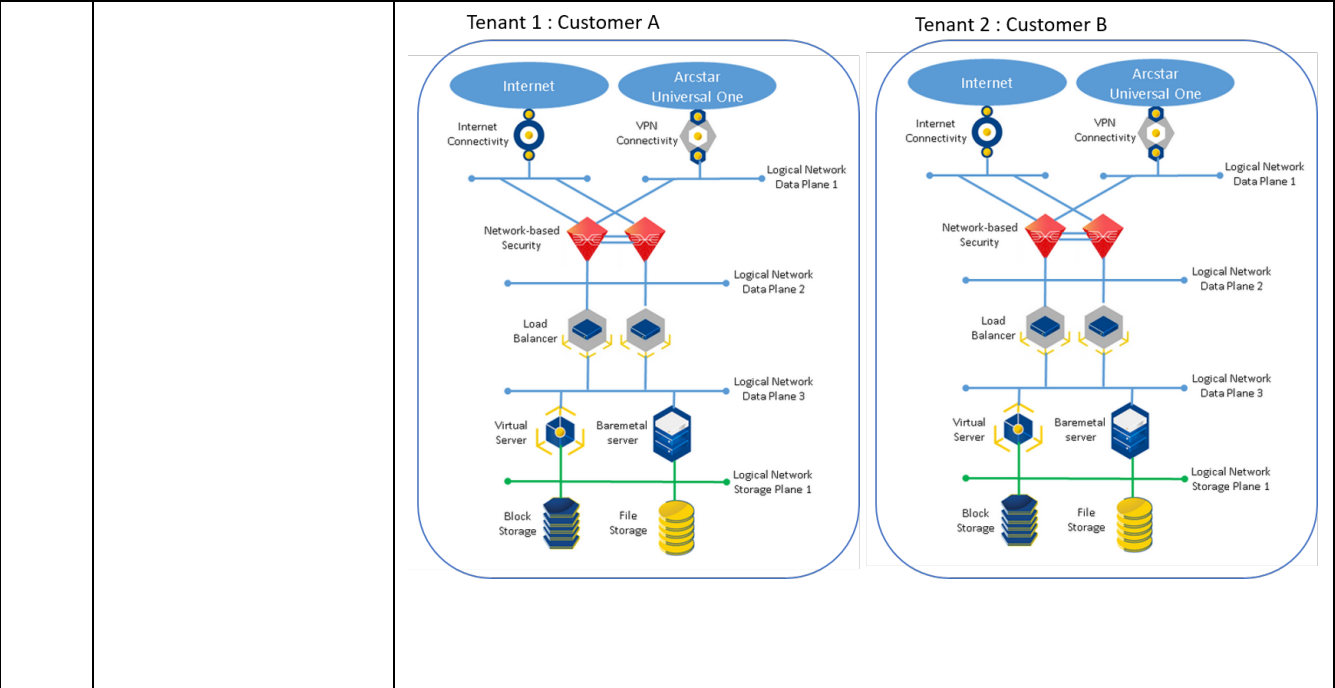 Tenant 1 : Customer A
Internet
Arcstar
Universal One
Internet
Connectivity
VPN
Connectivity
Logical Network
Data Plane 1
Network-based
Security
Logical Network
Data Plane 2
Load
Balancer
Logical Network
Data Plane 3
Virtual
Server
Baremetal
server
Logical Network
Storage Plane 1
Block
Storage
File
Storage
Tenant 2 : Customer B
Internet
Arcstar
Universal One
Internet
Connectivity
VPN
Connectivity
Logical Network
Data Plane 1
Network-based
Security
Logical Network
Data Plane 2
Load
Balancer
Logical Network
Data Plane 3
Virtual
Server
Baremetal
server
Logical Network
Storage Plane 1
Block
Storage
File
Storage